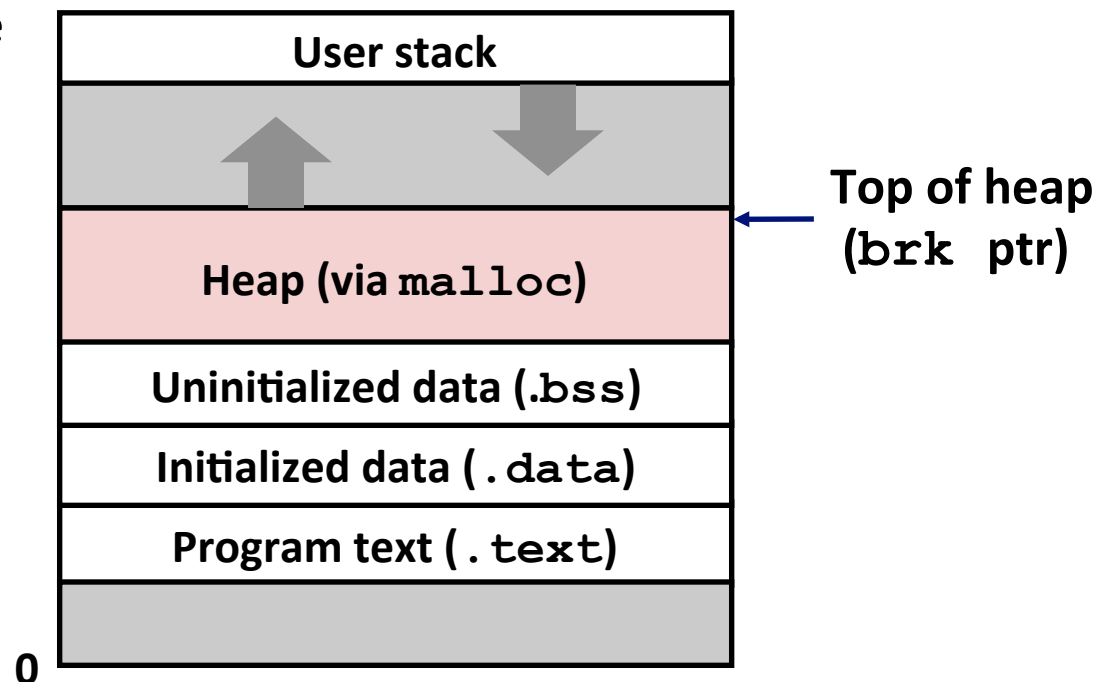 e
User stack
Top of heap
(brk ptr)
Heap (via malloc)
Uninitialized data (.bss)
Initialized data (.data)
Program text (.text)
0